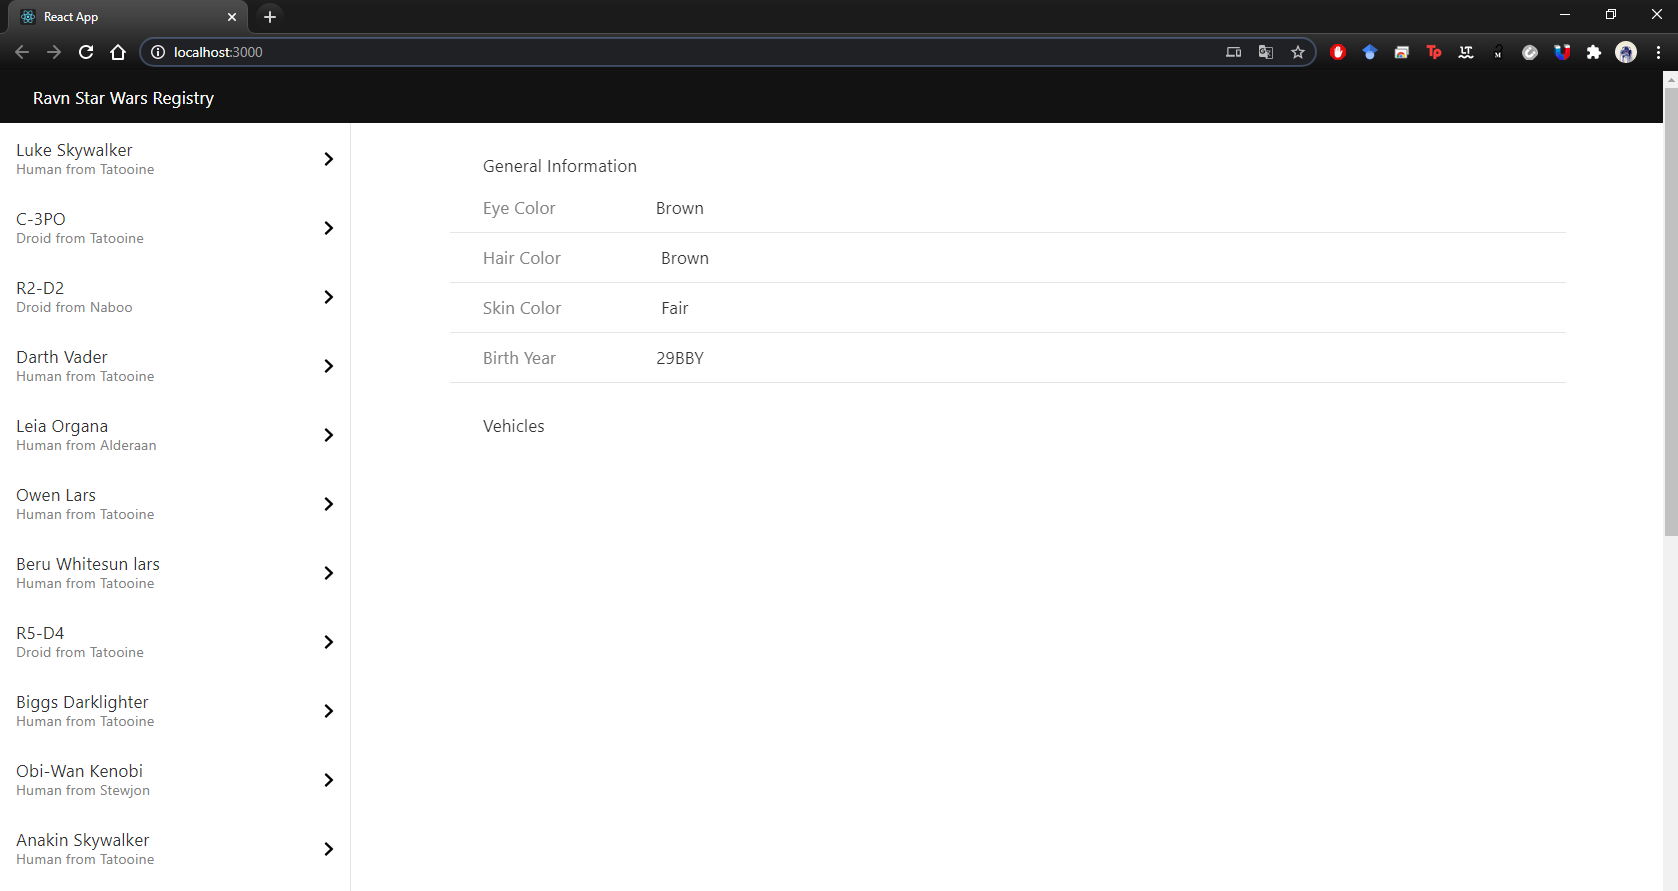 React App
localhost:3000
Ravn Star Wars Registry
Luke Skywalker
Human from Tatooine
C-3PO
Droid from Tatooine
R2-D2
Droid from Naboo
Darth Vader
Human from Tatooine
Leia Organa
Human from Alderaan
Owen Lars
Human from Tatooine
Beru Whitesun lars
Human from Tatooine
R5-D4
Droid from Tatooine
Biggs Darklighter
Human from Tatooine
Obi-Wan Kenobi
Human from Stewjon
Anakin Skywalker
Human from Tatooine
General Information
Eye Color Brown
Hair Color Brown
Skin Color Fair
Birth Year 29BBY
Vehicles